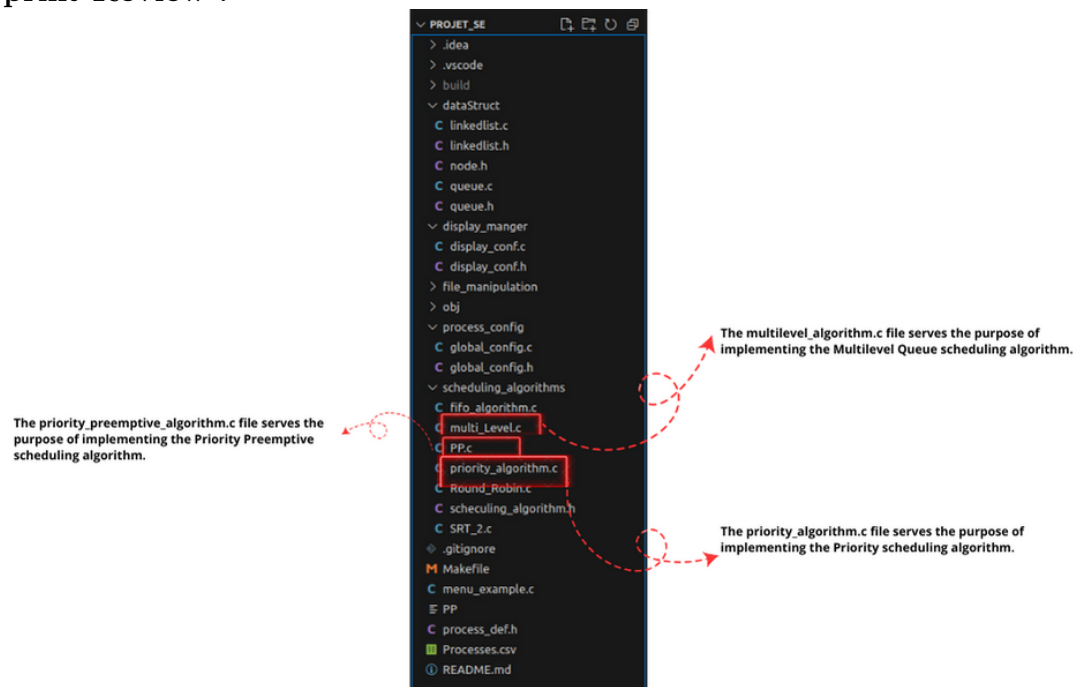 PROJET_SE
.idea
.vscode
build
dataStruct
linkedlist.c
linkedlist.h
node.h
queue.c
queue.h
display_manger
display_conf.c
display_conf.h
file_manipulation
obj
process_config
global_config.c
global_config.h
scheduling_algorithms
fifo_algorithm.c
multi_Level.c
PP.c
priority_algorithm.c
Round_Robin.c
scheculing_algorithm.h
SRT_2.c
.gitignore
Makefile
menu_example.c
PP
process_def.h
Processes.csv
README.md
The multilevel_algorithm.c file serves the purpose of
implementing the Multilevel Queue scheduling algorithm.
The priority_preemptive_algorithm.c file serves the
purpose of implementing the Priority Preemptive
scheduling algorithm.
The priority_algorithm.c file serves the purpose of
implementing the Priority scheduling algorithm.